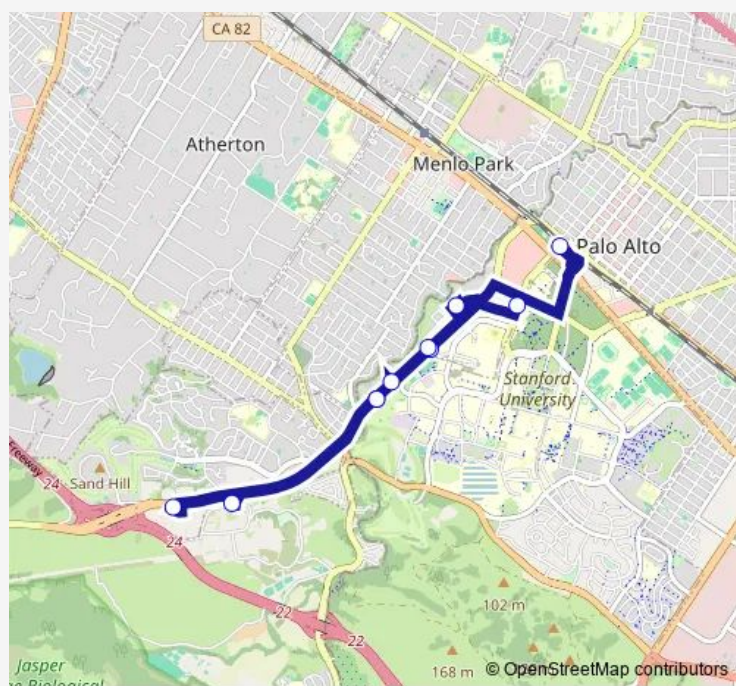 CA 82
Atherton
Menlo Park
Palo Alto
Stanford
University
Freeway
24
Sand Hill
24
22
22
102 m
168 m
Jasper
© OpenStreetMap contributors